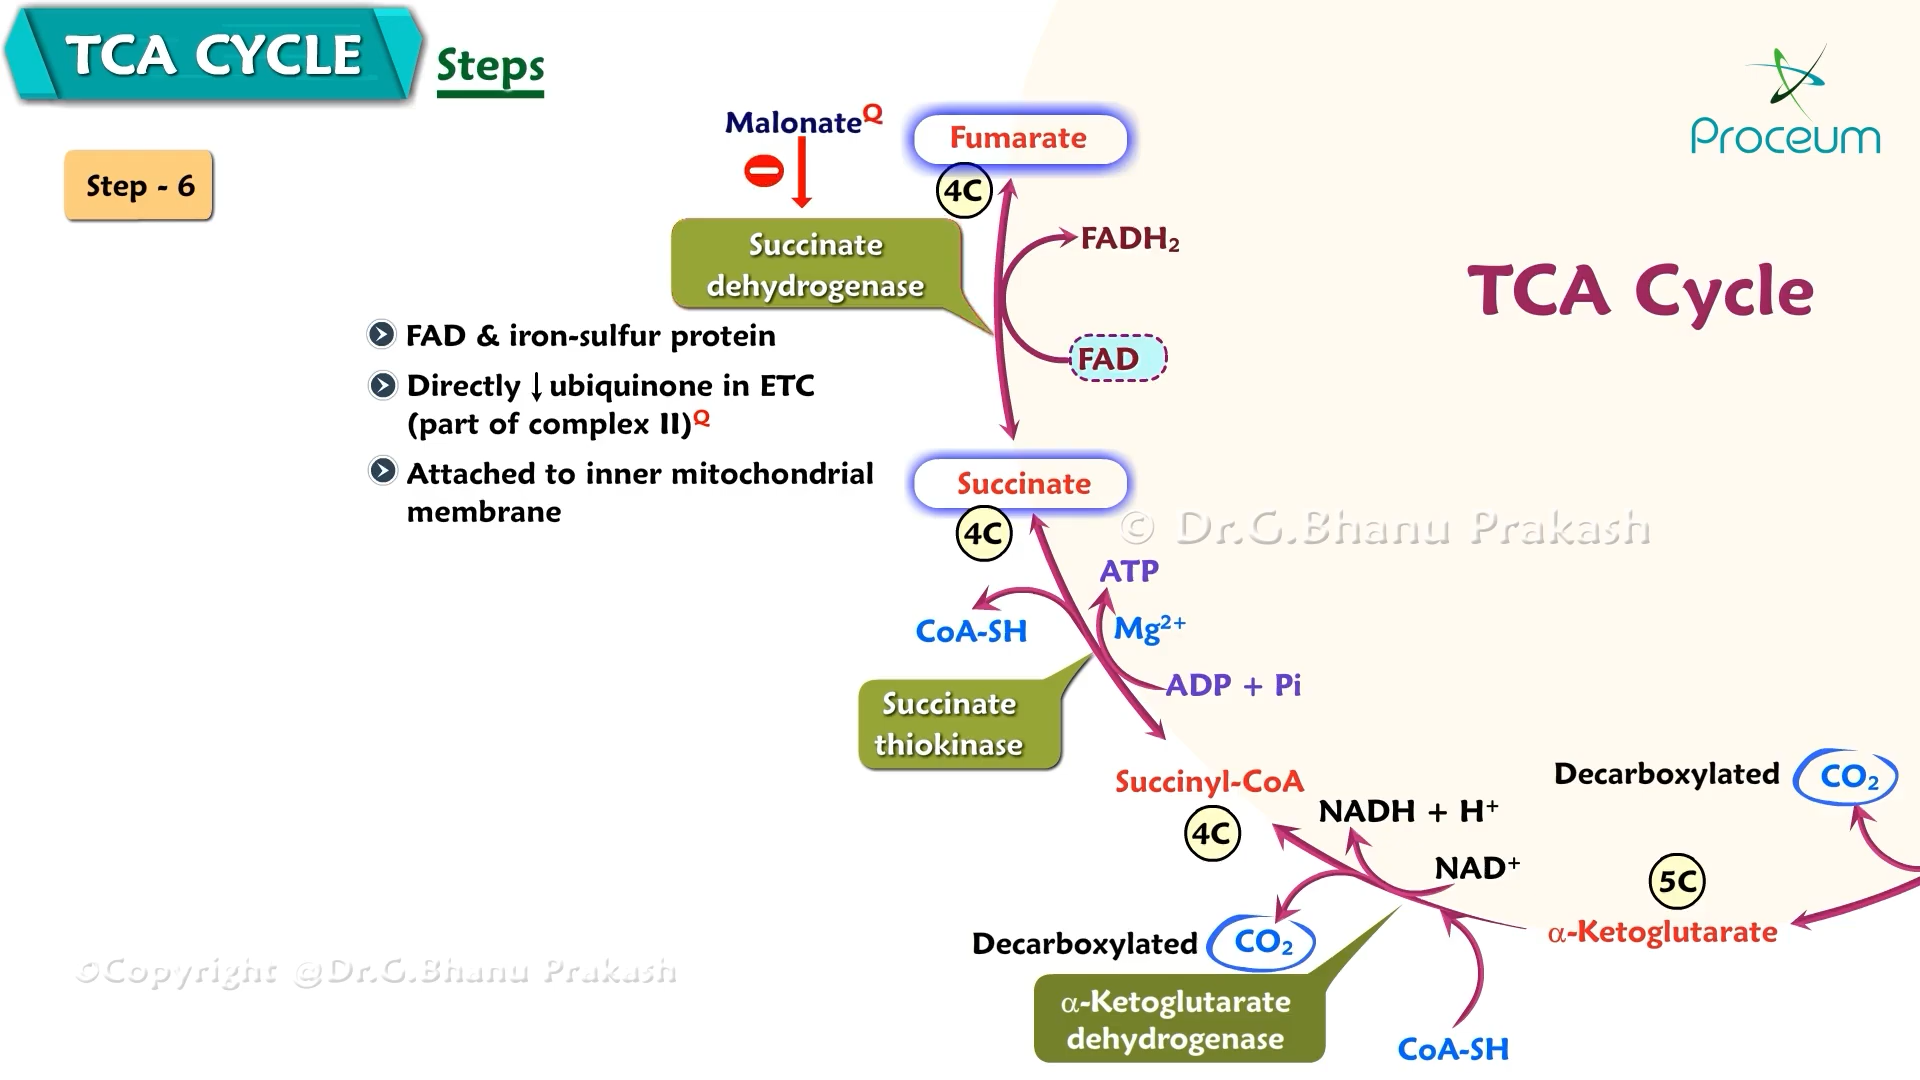 TCA CYCLE
Steps
Proceum
Step - 6
Malonate^Q
Fumarate
4C
Succinate
dehydrogenase
FADH₂
FAD
TCA Cycle
FAD & iron-sulfur protein
Directly ↓ ubiquinone in ETC
(part of complex II)^Q
Attached to inner mitochondrial
membrane
Succinate
4C
© Dr.G.Bhanu Prakash
ATP
Mg²⁺
CoA-SH
ADP + Pi
Succinate
thiokinase
Succinyl-CoA
4C
NADH + H⁺
NAD⁺
Decarboxylated CO₂
5C
α-Ketoglutarate
Decarboxylated CO₂
α-Ketoglutarate
dehydrogenase
CoA-SH
©Copyright @Dr.G.Bhanu Prakash